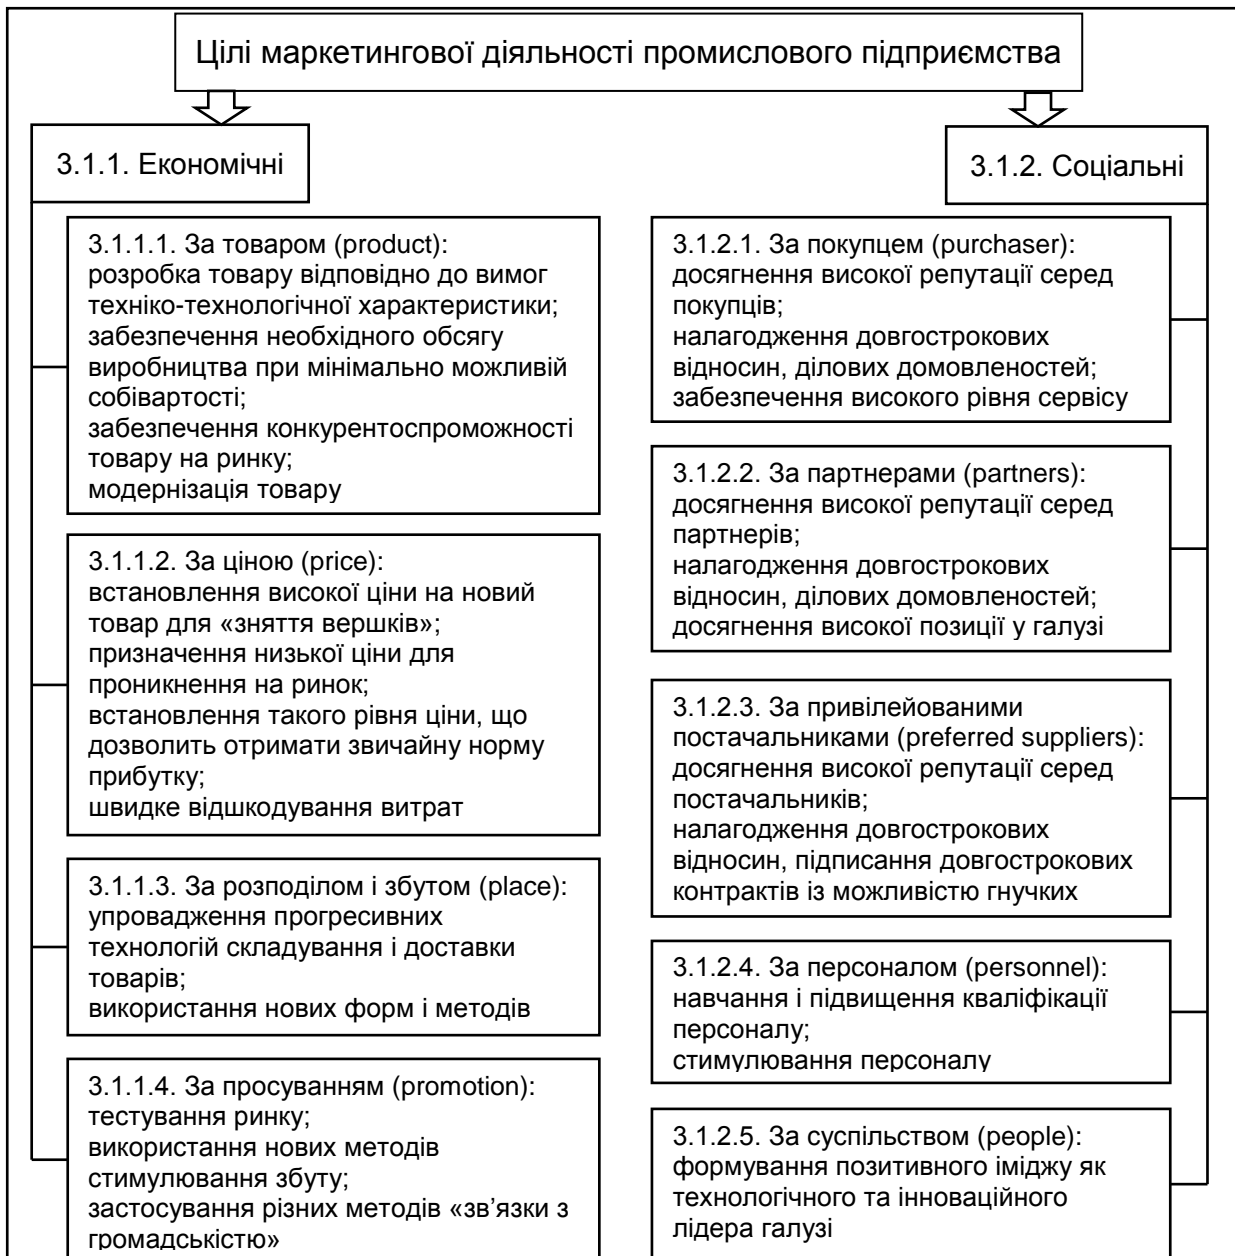 Цілі маркетингової діяльності промислового підприємства
3.1.1. Економічні
3.1.1.1. За товаром (product):
розробка товару відповідно до вимог
техніко-технологічної характеристики;
забезпечення необхідного обсягу
виробництва при мінімально можливій
собівартості;
забезпечення конкурентоспроможності
товару на ринку;
модернізація товару
3.1.1.2. За ціною (price):
встановлення високої ціни на новий
товар для «зняття вершків»;
призначення низької ціни для
проникнення на ринок;
встановлення такого рівня ціни, що
дозволить отримати звичайну норму
прибутку;
швидке відшкодування витрат
3.1.1.3. За розподілом і збутом (place):
упровадження прогресивних
технологій складування і доставки
товарів;
використання нових форм і методів
3.1.1.4. За просуванням (promotion):
тестування ринку;
використання нових методів
стимулювання збуту;
застосування різних методів «зв’язки з
громадськістю»
3.1.2. Соціальні
3.1.2.1. За покупцем (purchaser):
досягнення високої репутації серед
покупців;
налагодження довгострокових
відносин, ділових домовленостей;
забезпечення високого рівня сервісу
3.1.2.2. За партнерами (partners):
досягнення високої репутації серед
партнерів;
налагодження довгострокових
відносин, ділових домовленостей;
досягнення високої позиції у галузі
3.1.2.3. За привілейованими
постачальниками (preferred suppliers):
досягнення високої репутації серед
постачальників;
налагодження довгострокових
відносин, підписання довгострокових
контрактів із можливістю гнучких
3.1.2.4. За персоналом (personnel):
навчання і підвищення кваліфікації
персоналу;
стимулювання персоналу
3.1.2.5. За суспільством (people):
формування позитивного іміджу як
технологічного та інноваційного
лідера галузі